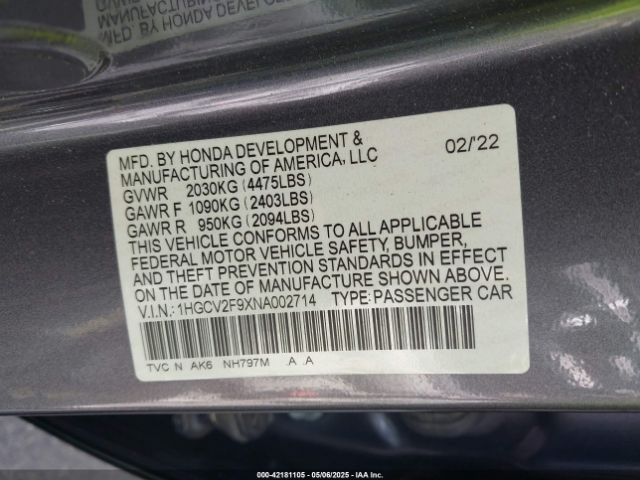 MFD. BY HONDA DEVELOPMENT &
MANUFACTURING OF AMERICA, LLC 02/'22
GVWR 2030KG (4475LBS)
GAWR F 1090KG (2403LBS)
GAWR R 950KG (2094LBS)
THIS VEHICLE CONFORMS TO ALL APPLICABLE
FEDERAL MOTOR VEHICLE SAFETY, BUMPER,
AND THEFT PREVENTION STANDARDS IN EFFECT
ON THE DATE OF MANUFACTURE SHOWN ABOVE.
V.I.N.: 1HGCV2F9XNA002714 TYPE: PASSENGER CAR
TVC N AK6 NH797M .A .A
000-42181105 - 05/06/2025 - IAA Inc.